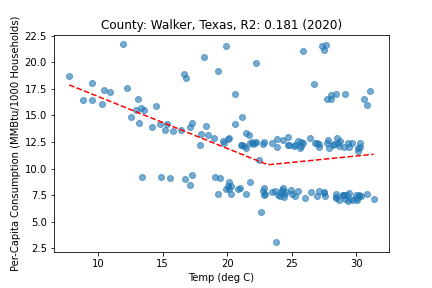 County: Walker, Texas, R2: 0.181 (2020)
Per-Capita Consumption (MMBtu/1000 Households)
22.5
20.0
17.5
15.0
12.5
10.0
7.5
5.0
2.5
10 15 20 25 30
Temp (deg C)